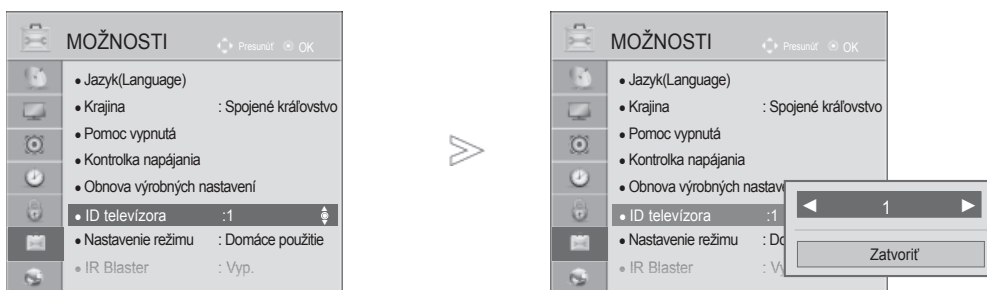 MOŽNOSTI Presunúť OK
● Jazyk(Language)
● Krajina : Spojené kráľovstvo
● Pomoc vypnutá
● Kontrolka napájania
● Obnova výrobných nastavení
● ID televízora :1
● Nastavenie režimu : Domáce použitie
● IR Blaster : Vyp.
MOŽNOSTI Presunúť OK
● Jazyk(Language)
● Krajina : Spojené kráľovstvo
● Pomoc vypnutá
● Kontrolka napájania
● Obnova výrobných nastav
● ID televízora :1
● Nastavenie režimu : Do
● IR Blaster : Vy
◀ 1 ▶
Zatvoriť